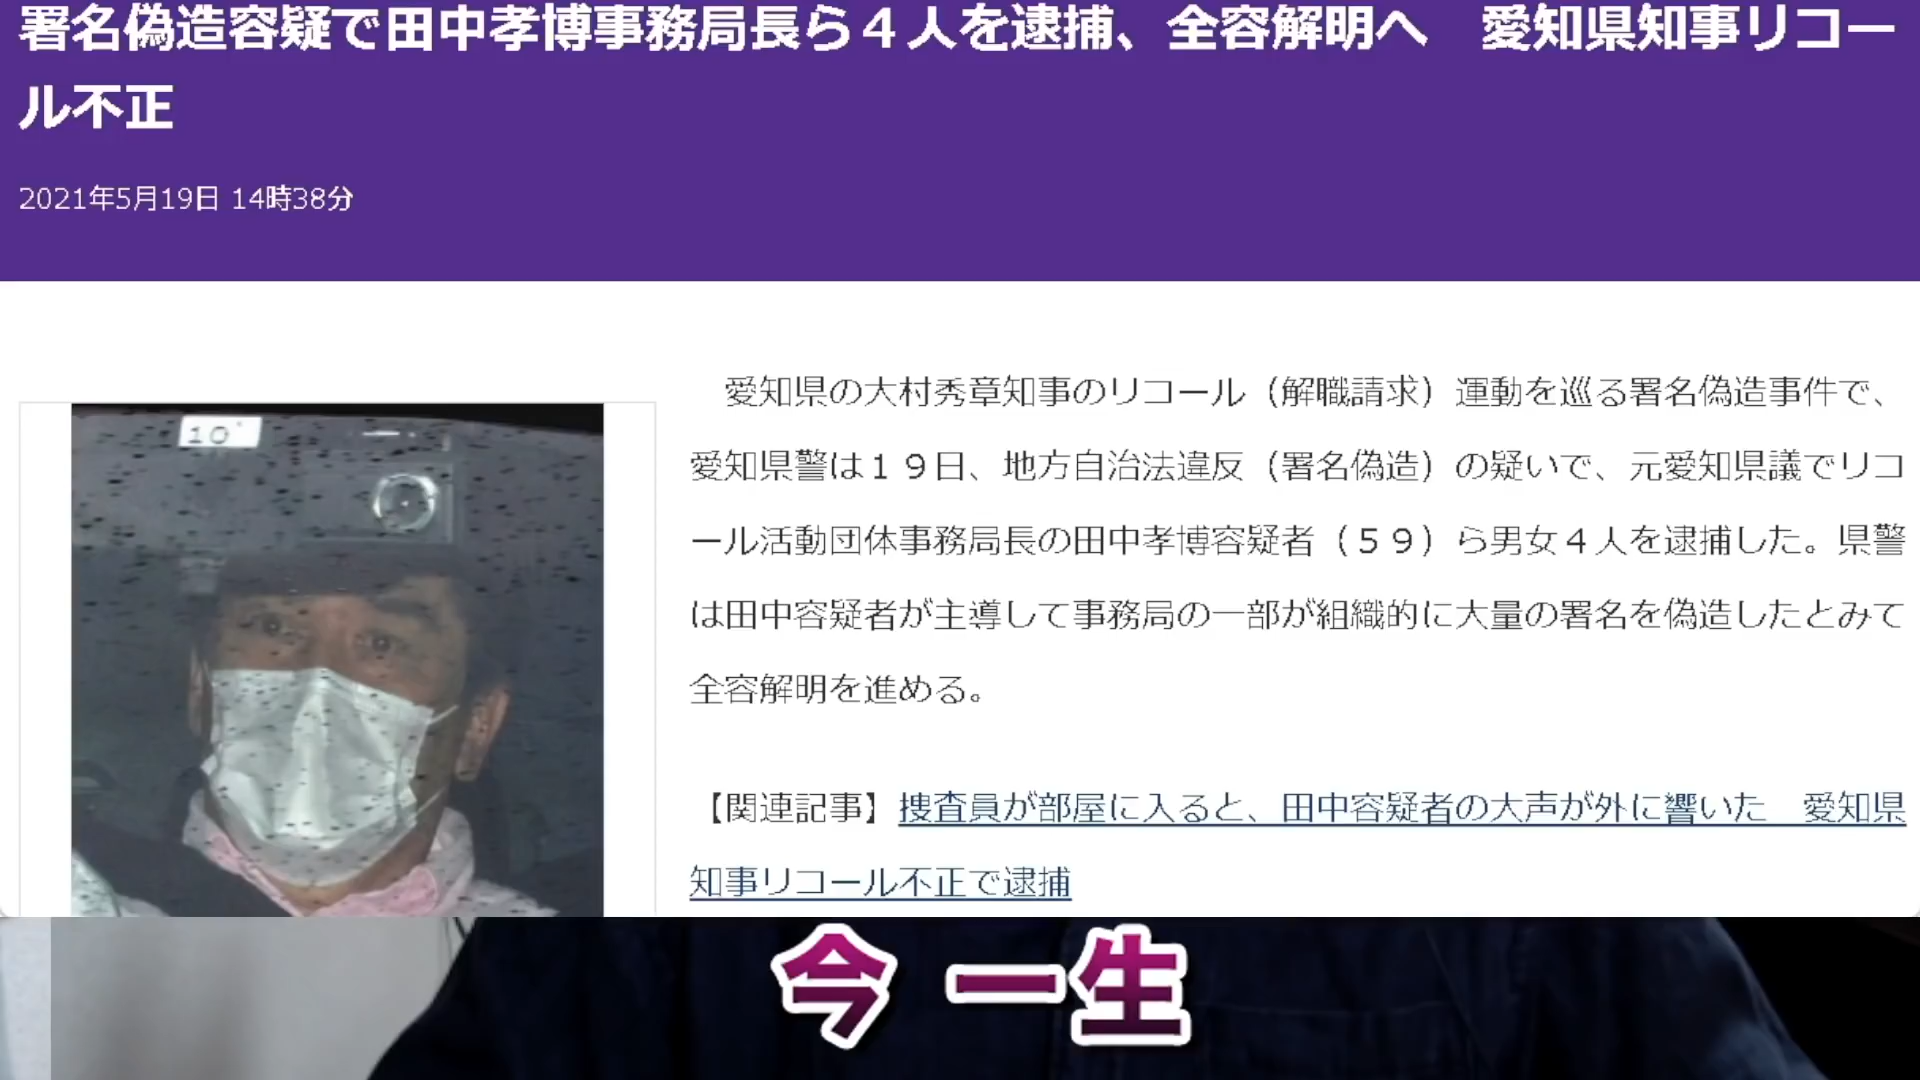 署名偽造容疑で田中孝博事務局長ら４人を逮捕、全容解明へ　愛知県知事リコー
ル不正
2021年5月19日 14時38分
10
愛知県の大村秀章知事のリコール（解職請求）運動を巡る署名偽造事件で、
愛知県警は１９日、地方自治法違反（署名偽造）の疑いで、元愛知県議でリコ
ール活動団体事務局長の田中孝博容疑者（５９）ら男女４人を逮捕した。県警
は田中容疑者が主導して事務局の一部が組織的に大量の署名を偽造したとみて
全容解明を進める。
【関連記事】捜査員が部屋に入ると、田中容疑者の大声が外に響いた　愛知県
知事リコール不正で逮捕
今 一生